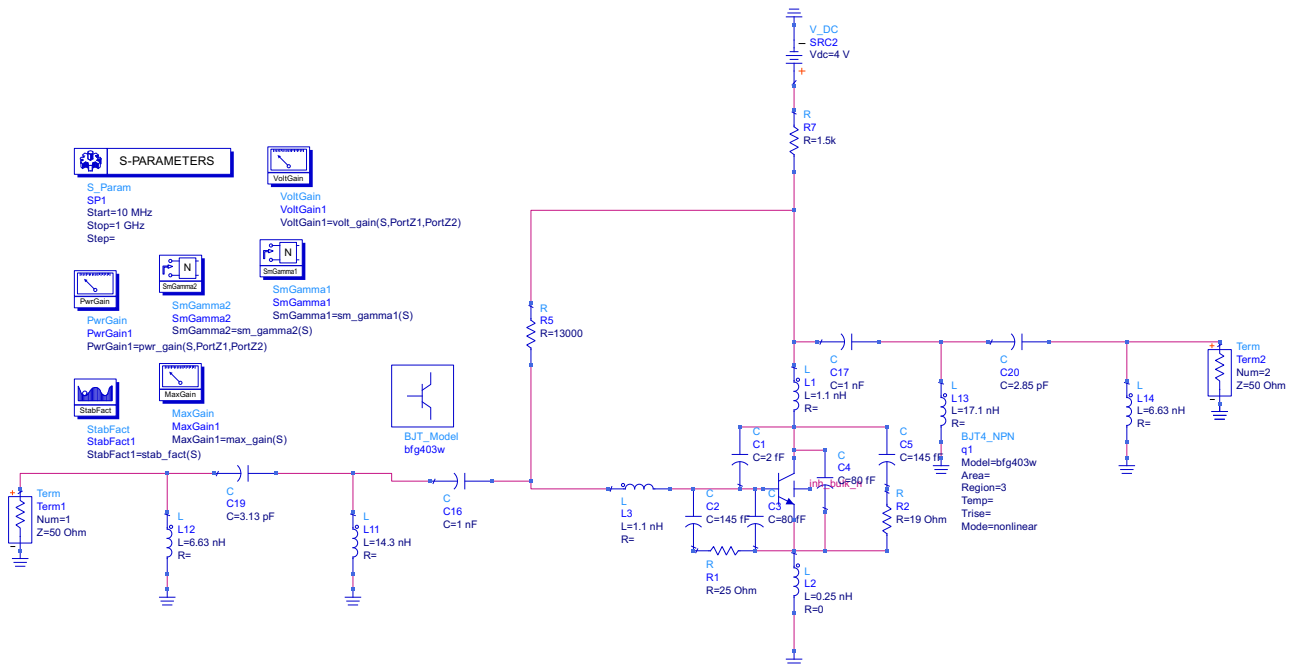 V_DC
SRC2
Vdc=4 V
+
R
R7
R=1.5k
S-PARAMETERS
S_Param
SP1
Start=10 MHz
Stop=1 GHz
Step=
VoltGain
VoltGain
VoltGain1
VoltGain1=volt_gain(S,PortZ1,PortZ2)
PwrGain
PwrGain
PwrGain1
PwrGain1=pwr_gain(S,PortZ1,PortZ2)
N
SmGamma2
SmGamma2
SmGamma2
SmGamma2=sm_gamma2(S)
N
SmGamma1
SmGamma1
SmGamma1
SmGamma1=sm_gamma1(S)
StabFact
StabFact
StabFact1
StabFact1=stab_fact(S)
MaxGain
MaxGain
MaxGain1
MaxGain1=max_gain(S)
BJT_Model
bfg403w
R
R5
R=13000
+
Term
Term1
Num=1
Z=50 Ohm
-
L
L12
L=6.63 nH
R=
C
C19
C=3.13 pF
L
L11
L=14.3 nH
R=
C
C16
C=1 nF
L
L3
L=1.1 nH
R=
C
C1
C=2 fF
C
C2
C=145 fF
C
C3
C=80 fF
R
R1
R=25 Ohm
L
L1
L=1.1 nH
R=
C
C4
C=80 fF
C
C5
C=145 fF
R
R2
R=19 Ohm
L
L2
L=0.25 nH
R=0
C
C17
C=1 nF
L
L13
L=17.1 nH
R=
BJT4_NPN
q1
Model=bfg403w
Area=
Region=3
Temp=
Trise=
Mode=nonlinear
C
C20
C=2.85 pF
L
L14
L=6.63 nH
R=
+
Term
Term2
Num=2
Z=50 Ohm
-